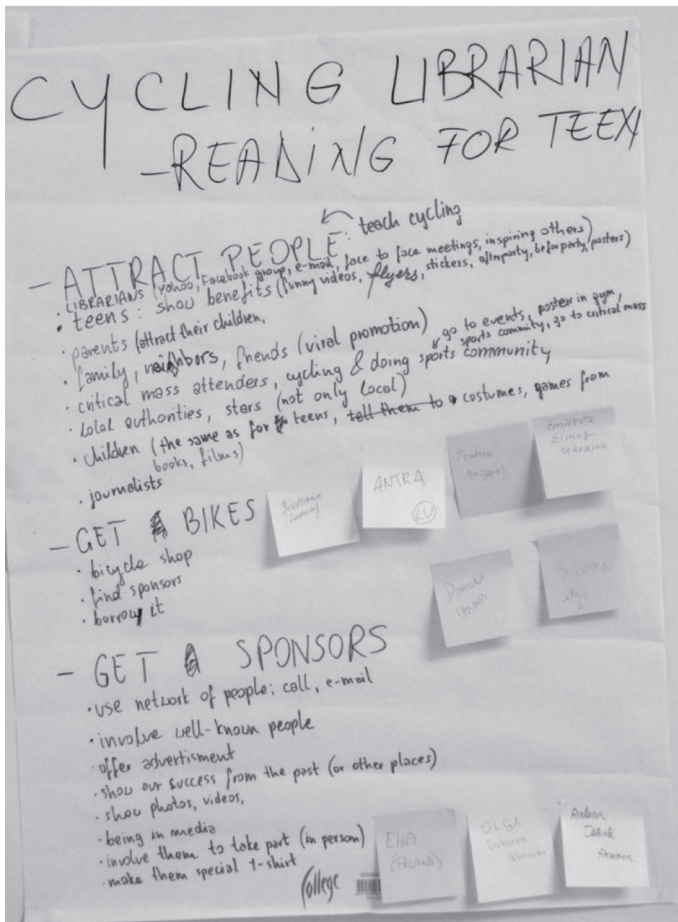 CYCLING LIBRARIAN
- READING FOR TEEN
teach cycling
- ATTRACT PEOPLE:
• LIBRARIANS (Yahoo, Facebook group, e-mail, face to face meetings, inspiring others)
• teens: show benefits (funny videos, flyers, stickers, afterparty, beforparty, posters)
• parents (attract their children,
• family, neighbors, friends (viral promotion)
go to events, poster in gym,
sports community, go to critical mass
• critical mass attenders, cycling & doing sports community
• Local authorities, stars (not only local)
• children (the same as for teens, tell them to costumes, games from
books, films)
• journalists
- GET BIKES
• bicycle shop
• find sponsors
• borrow it
ANTRA
LV
- GET SPONSORS
• use network of people: call, e-mail
• involve well-known people
• offer advertisment
• show our success from the past (or other places)
• show photos, videos,
• being in media
• involve them to take part (in person)
• make them special t-shirt
OLGA
College